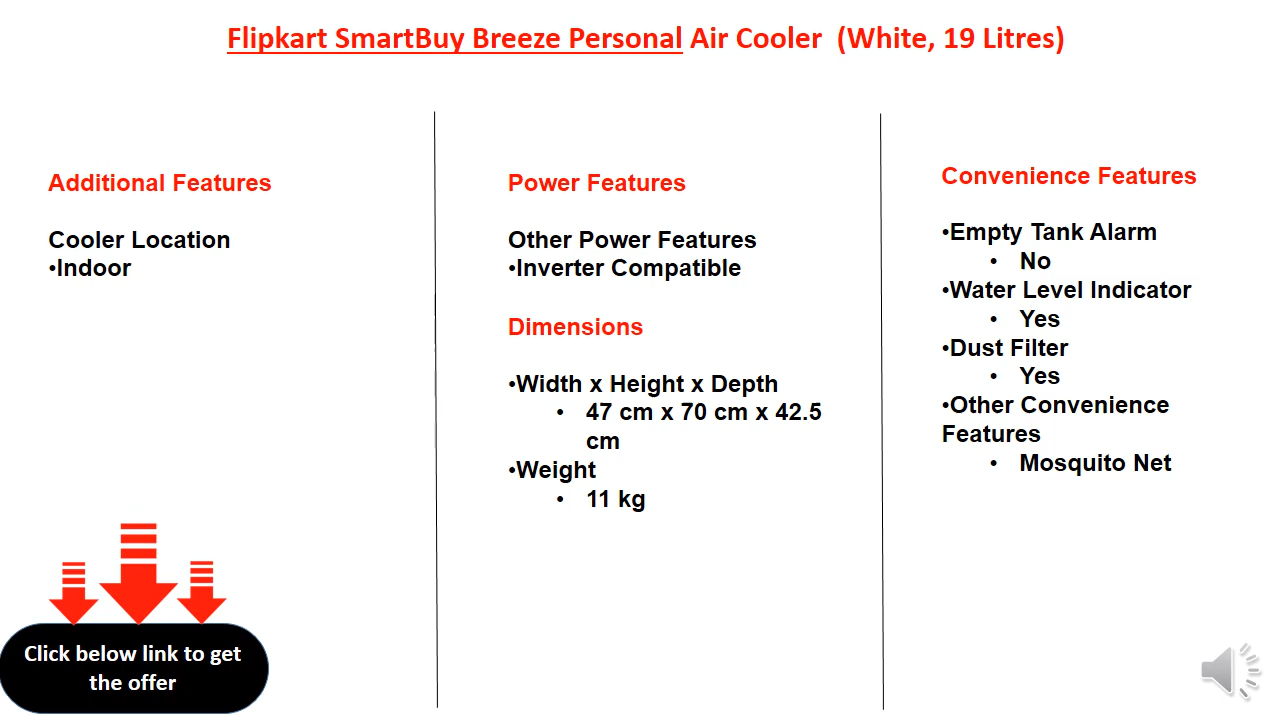 Flipkart SmartBuy Breeze Personal Air Cooler (White, 19 Litres)
Additional Features
Cooler Location
•Indoor
Power Features
Other Power Features
•Inverter Compatible
Dimensions
•Width x Height x Depth
• 47 cm x 70 cm x 42.5
cm
•Weight
• 11 kg
Convenience Features
•Empty Tank Alarm
• No
•Water Level Indicator
• Yes
•Dust Filter
• Yes
•Other Convenience
Features
• Mosquito Net
Click below link to get
the offer